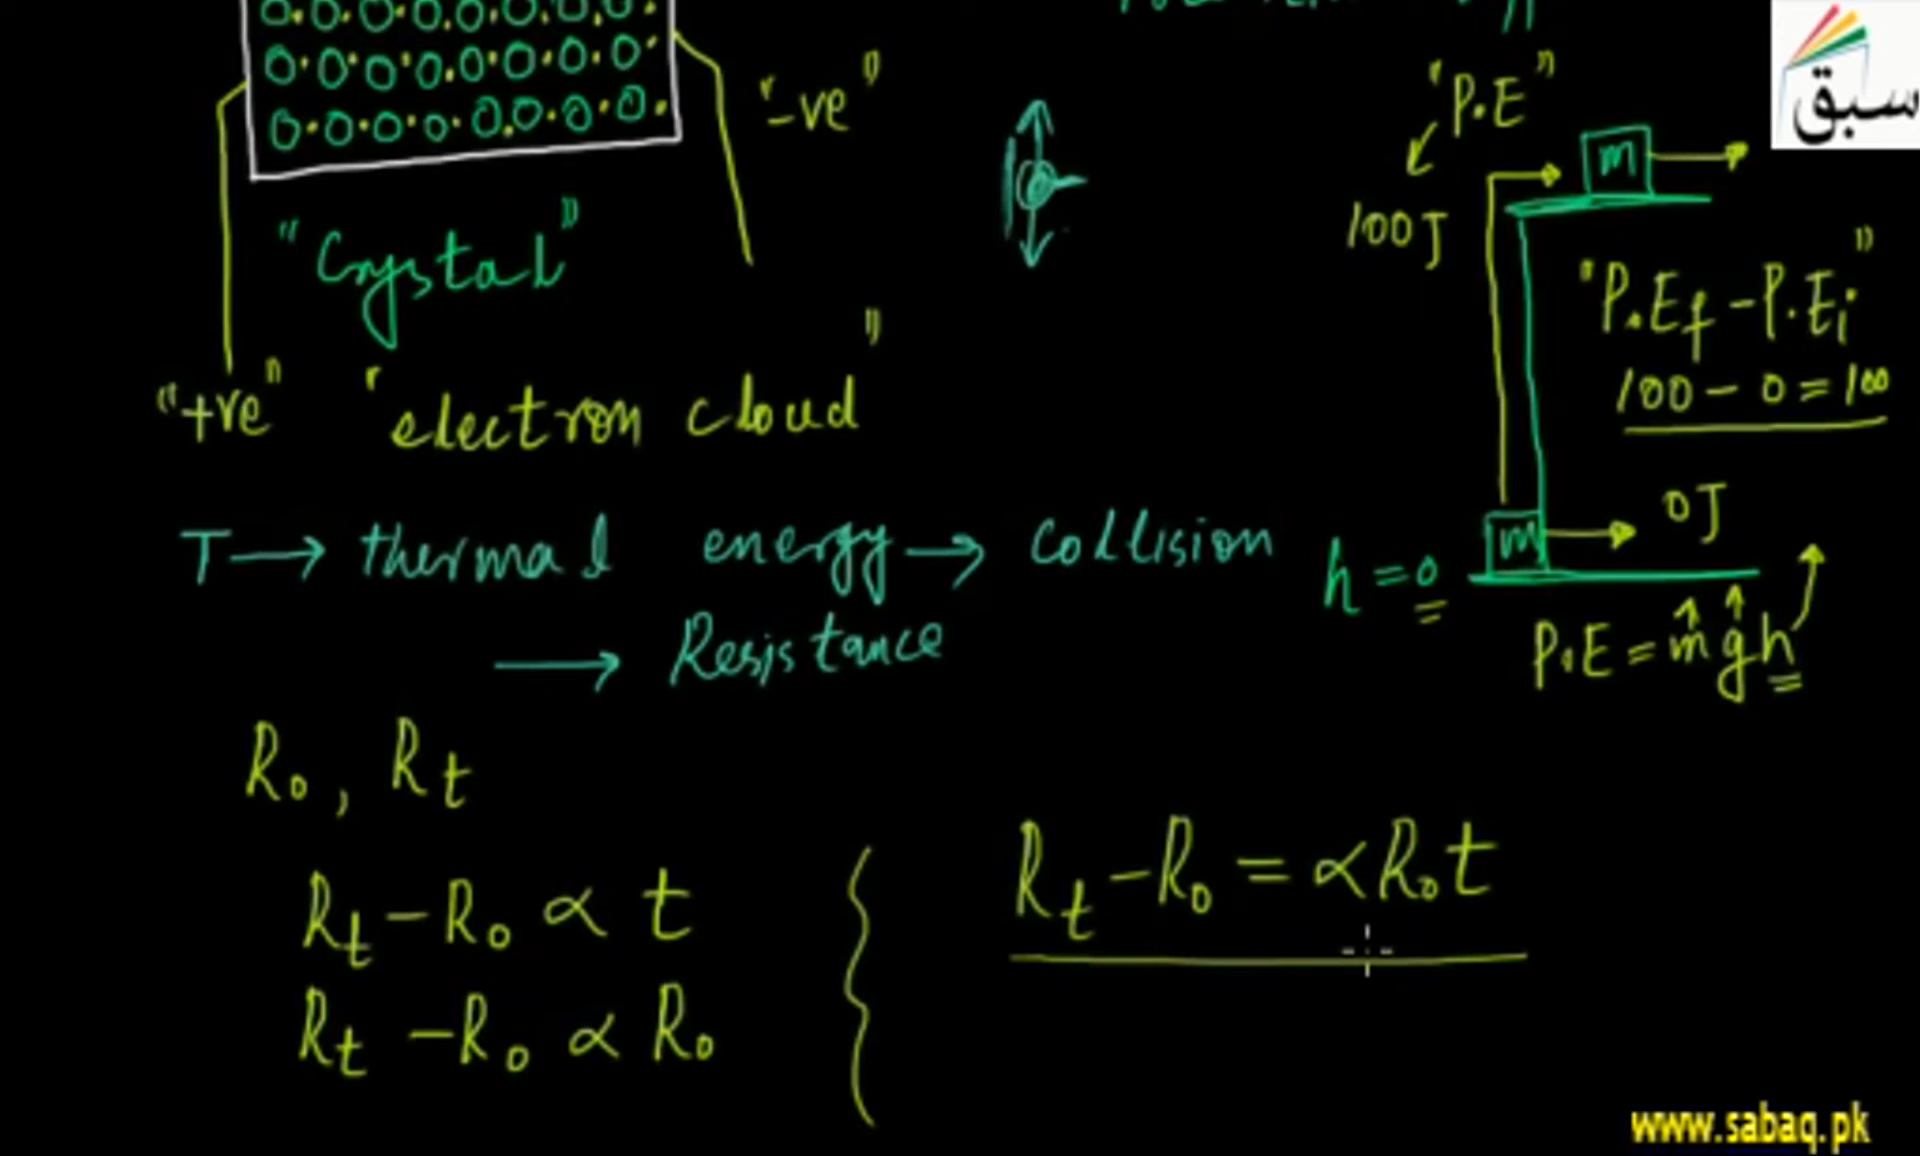 "-ve"
"P.E"
m
سبق
100J
"Crystal"
"P.Ef - P.Ei"
100 - 0 = 100
"+ve" "electron cloud"
0J
T → thermal energy → Collision
h = 0
m
→ Resistance
P.E = mgh
R₀, Rt
Rt - R₀ ∝ t
Rt - R₀ = ∝R₀t
Rt - R₀ ∝ R₀
www.sabaq.pk